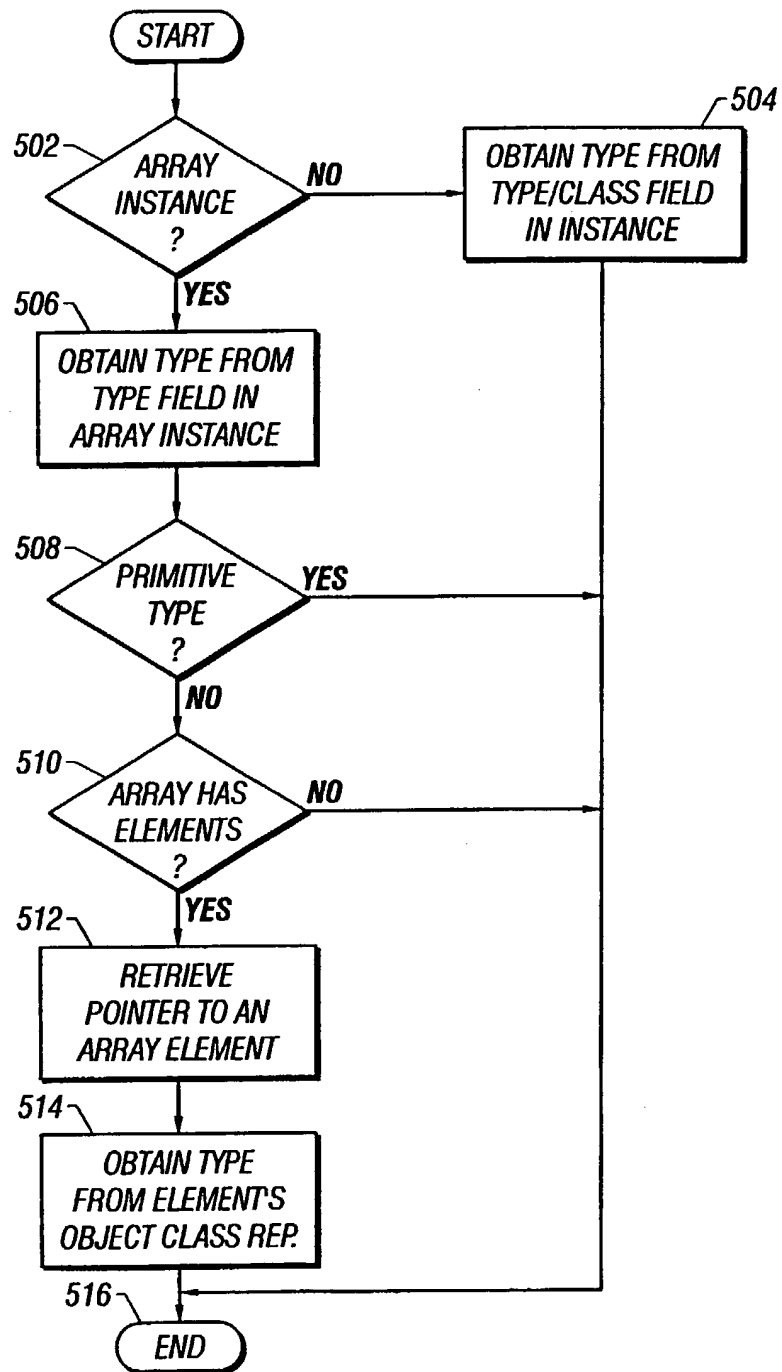 START
502
ARRAY
INSTANCE
?
NO
504
OBTAIN TYPE FROM
TYPE/CLASS FIELD
IN INSTANCE
YES
506
OBTAIN TYPE FROM
TYPE FIELD IN
ARRAY INSTANCE
508
PRIMITIVE
TYPE
?
YES
NO
510
ARRAY HAS
ELEMENTS
?
NO
YES
512
RETRIEVE
POINTER TO AN
ARRAY ELEMENT
514
OBTAIN TYPE
FROM ELEMENT'S
OBJECT CLASS REP.
516
END